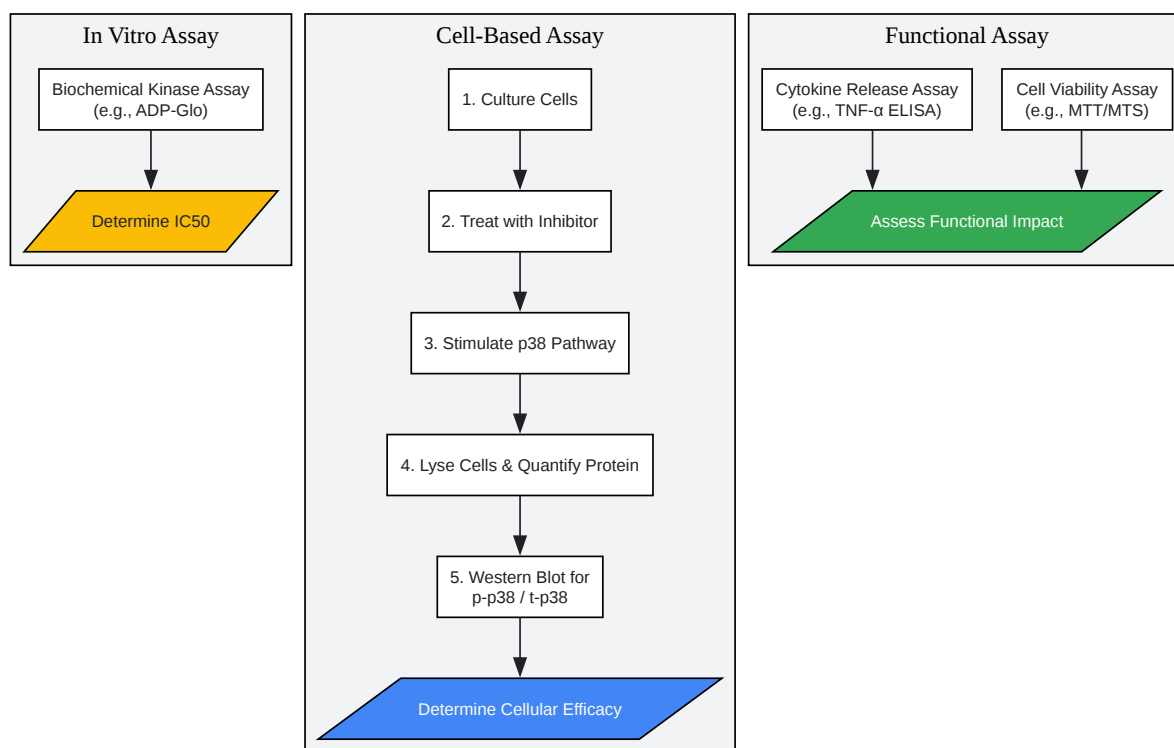 In Vitro Assay
Biochemical Kinase Assay
(e.g., ADP-Glo)
Determine IC50
Cell-Based Assay
1. Culture Cells
2. Treat with Inhibitor
3. Stimulate p38 Pathway
4. Lyse Cells & Quantify Protein
5. Western Blot for
p-p38 / t-p38
Determine Cellular Efficacy
Functional Assay
Cytokine Release Assay
(e.g., TNF-α ELISA)
Cell Viability Assay
(e.g., MTT/MTS)
Assess Functional Impact